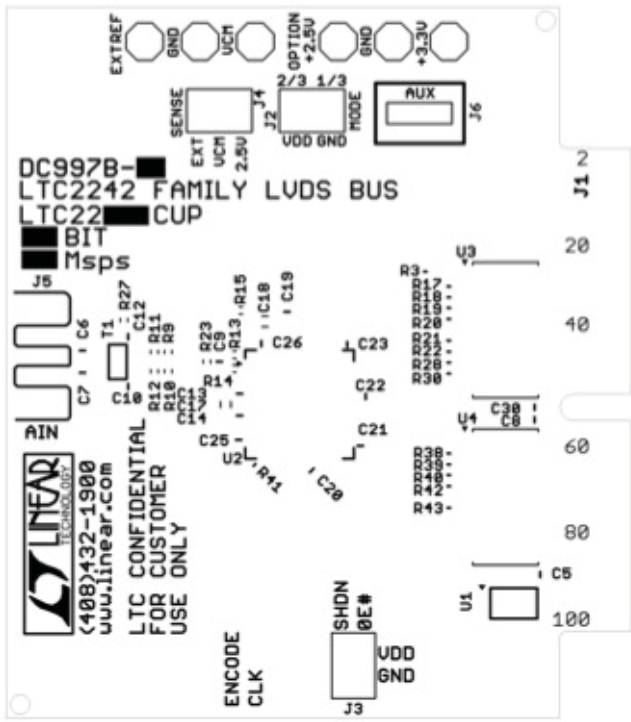 EXTREF
GND
VCM
OPTION
+2.5V
GND
+3.3V
SENSE
J4
EXT
VCM
2.5V
2/3 1/3
J2
MODE
VDD GND
AUX
J6
DC997B-
LTC2242 FAMILY LVDS BUS
LTC22 CUP
BIT
Msps
2
J1
20
40
60
80
100
J5
AIN
C6
C7
T1
R27
C12
C10
R11
R9
R12
R10
R23
C9
R13
R15
C18
C19
R14
C26
C23
C22
C21
C25
U2
R41
C20
R3
R17
R18
R19
R20
R21
R22
R28
R30
U3
C30
C8
U4
R38
R39
R40
R42
R43
C5
U1
LINEAR
TECHNOLOGY
(408)432-1900
www.linear.com
LTC CONFIDENTIAL
FOR CUSTOMER
USE ONLY
ENCODE
CLK
SHDN
OE#
VDD
GND
J3